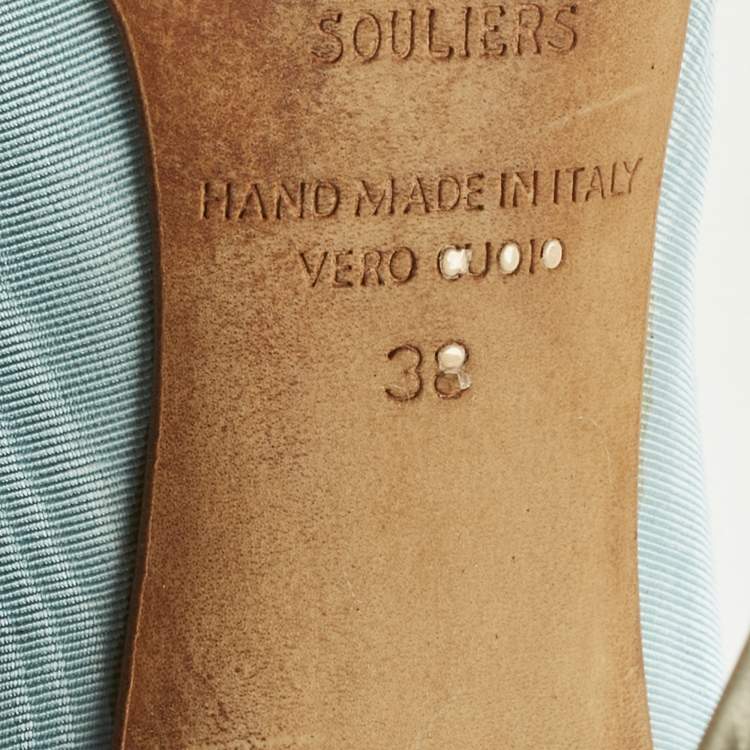 SOULIERS
HAND MADE IN ITALY
VERO CUOIO
38